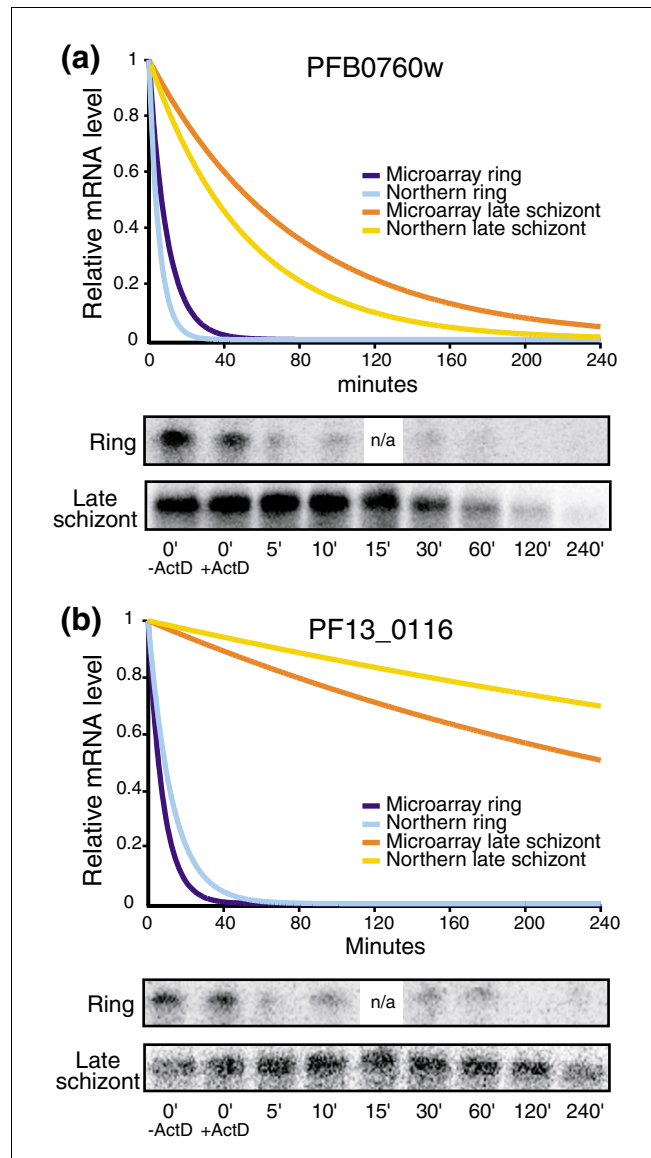 (a) PFB0760w
1
0.8
0.6
0.4
0.2
0
Relative mRNA level
Microarray ring
Northern ring
Microarray late schizont
Northern late schizont
0 40 80 120 160 200 240
minutes
Ring n/a
Late
schizont
0' 0' 5' 10' 15' 30' 60' 120' 240'
-ActD +ActD
(b) PF13_0116
1
0.8
0.6
0.4
0.2
0
Relative mRNA level
Microarray ring
Northern ring
Microarray late schizont
Northern late schizont
0 40 80 120 160 200 240
Minutes
Ring n/a
Late
schizont
0' 0' 5' 10' 15' 30' 60' 120' 240'
-ActD +ActD